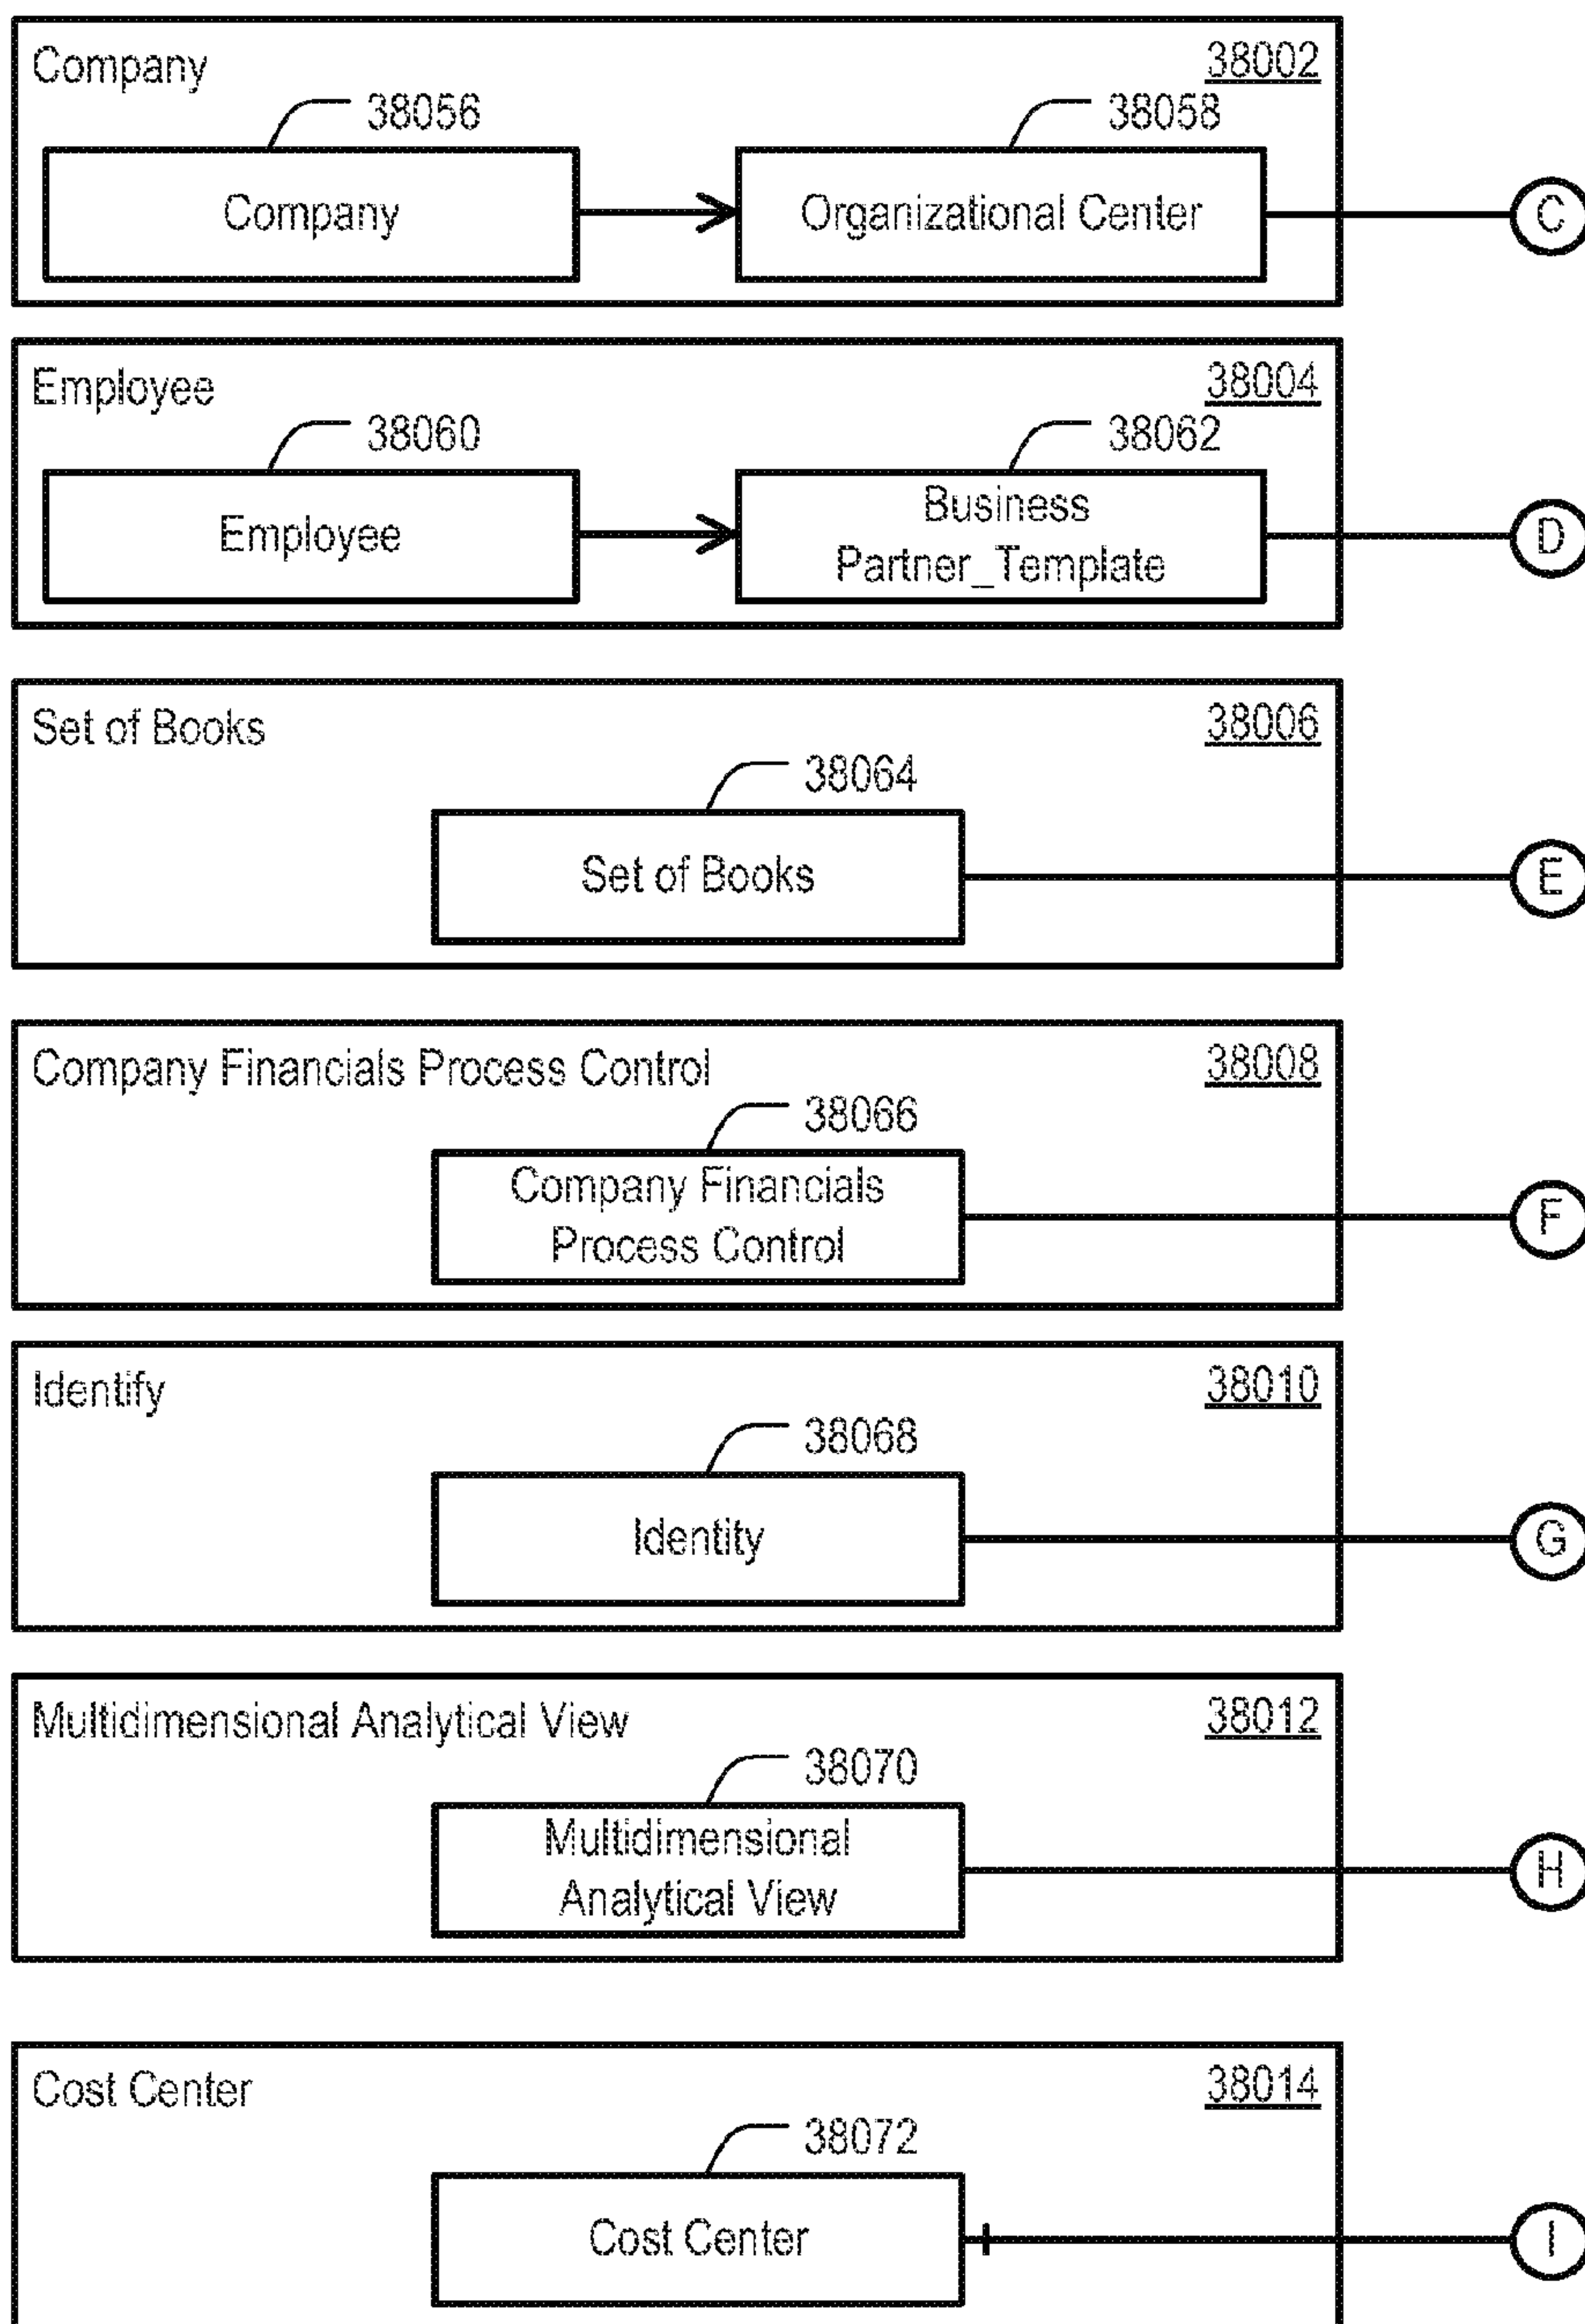 Company 38002
38056 38058
Company Organizational Center C
Employee 38004
38060 38062
Employee Business
Partner_Template D
Set of Books 38006
38064
Set of Books E
Company Financials Process Control 38008
38066
Company Financials
Process Control F
Identify 38010
38068
Identity G
Multidimensional Analytical View 38012
38070
Multidimensional
Analytical View H
Cost Center 38014
38072
Cost Center I